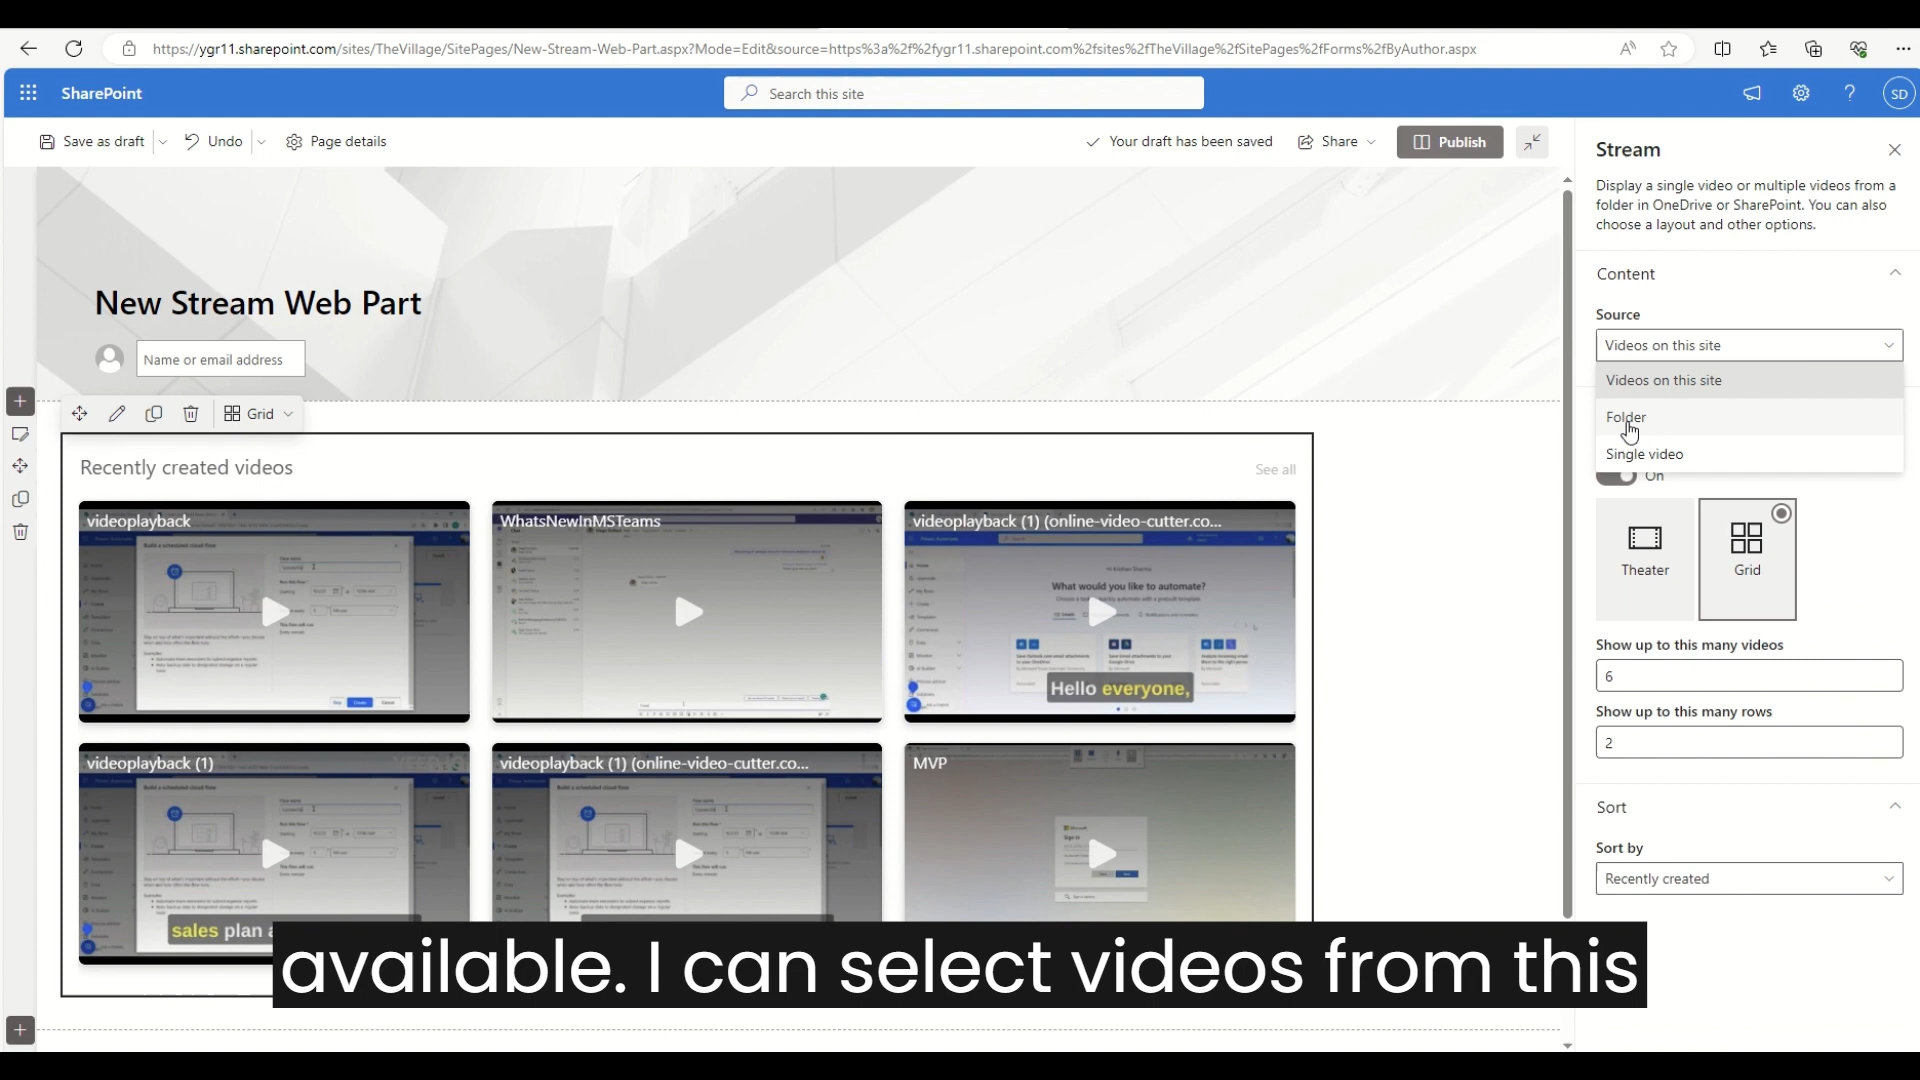 https://ygr11.sharepoint.com/sites/TheVillage/SitePages/New-Stream-Web-Part.aspx?Mode=Edit&source=https%3a%2f%2fygr11.sharepoint.com%2fsites%2fTheVillage%2fSitePages%2fForms%2fByAuthor.aspx
SharePoint
Search this site
SD
Save as draft
Undo
Page details
Your draft has been saved
Share
Publish
New Stream Web Part
Name or email address
Grid
Recently created videos
See all
videoplayback
WhatsNewInMSTeams
videoplayback (1) (online-video-cutter.co...
What would you like to automate?
Hello everyone,
videoplayback (1)
videoplayback (1) (online-video-cutter.co...
MVP
sales plan
available. I can select videos from this
Stream
Display a single video or multiple videos from a
folder in OneDrive or SharePoint. You can also
choose a layout and other options.
Content
Source
Videos on this site
Videos on this site
Folder
Single video
On
Theater
Grid
Show up to this many videos
6
Show up to this many rows
2
Sort
Sort by
Recently created